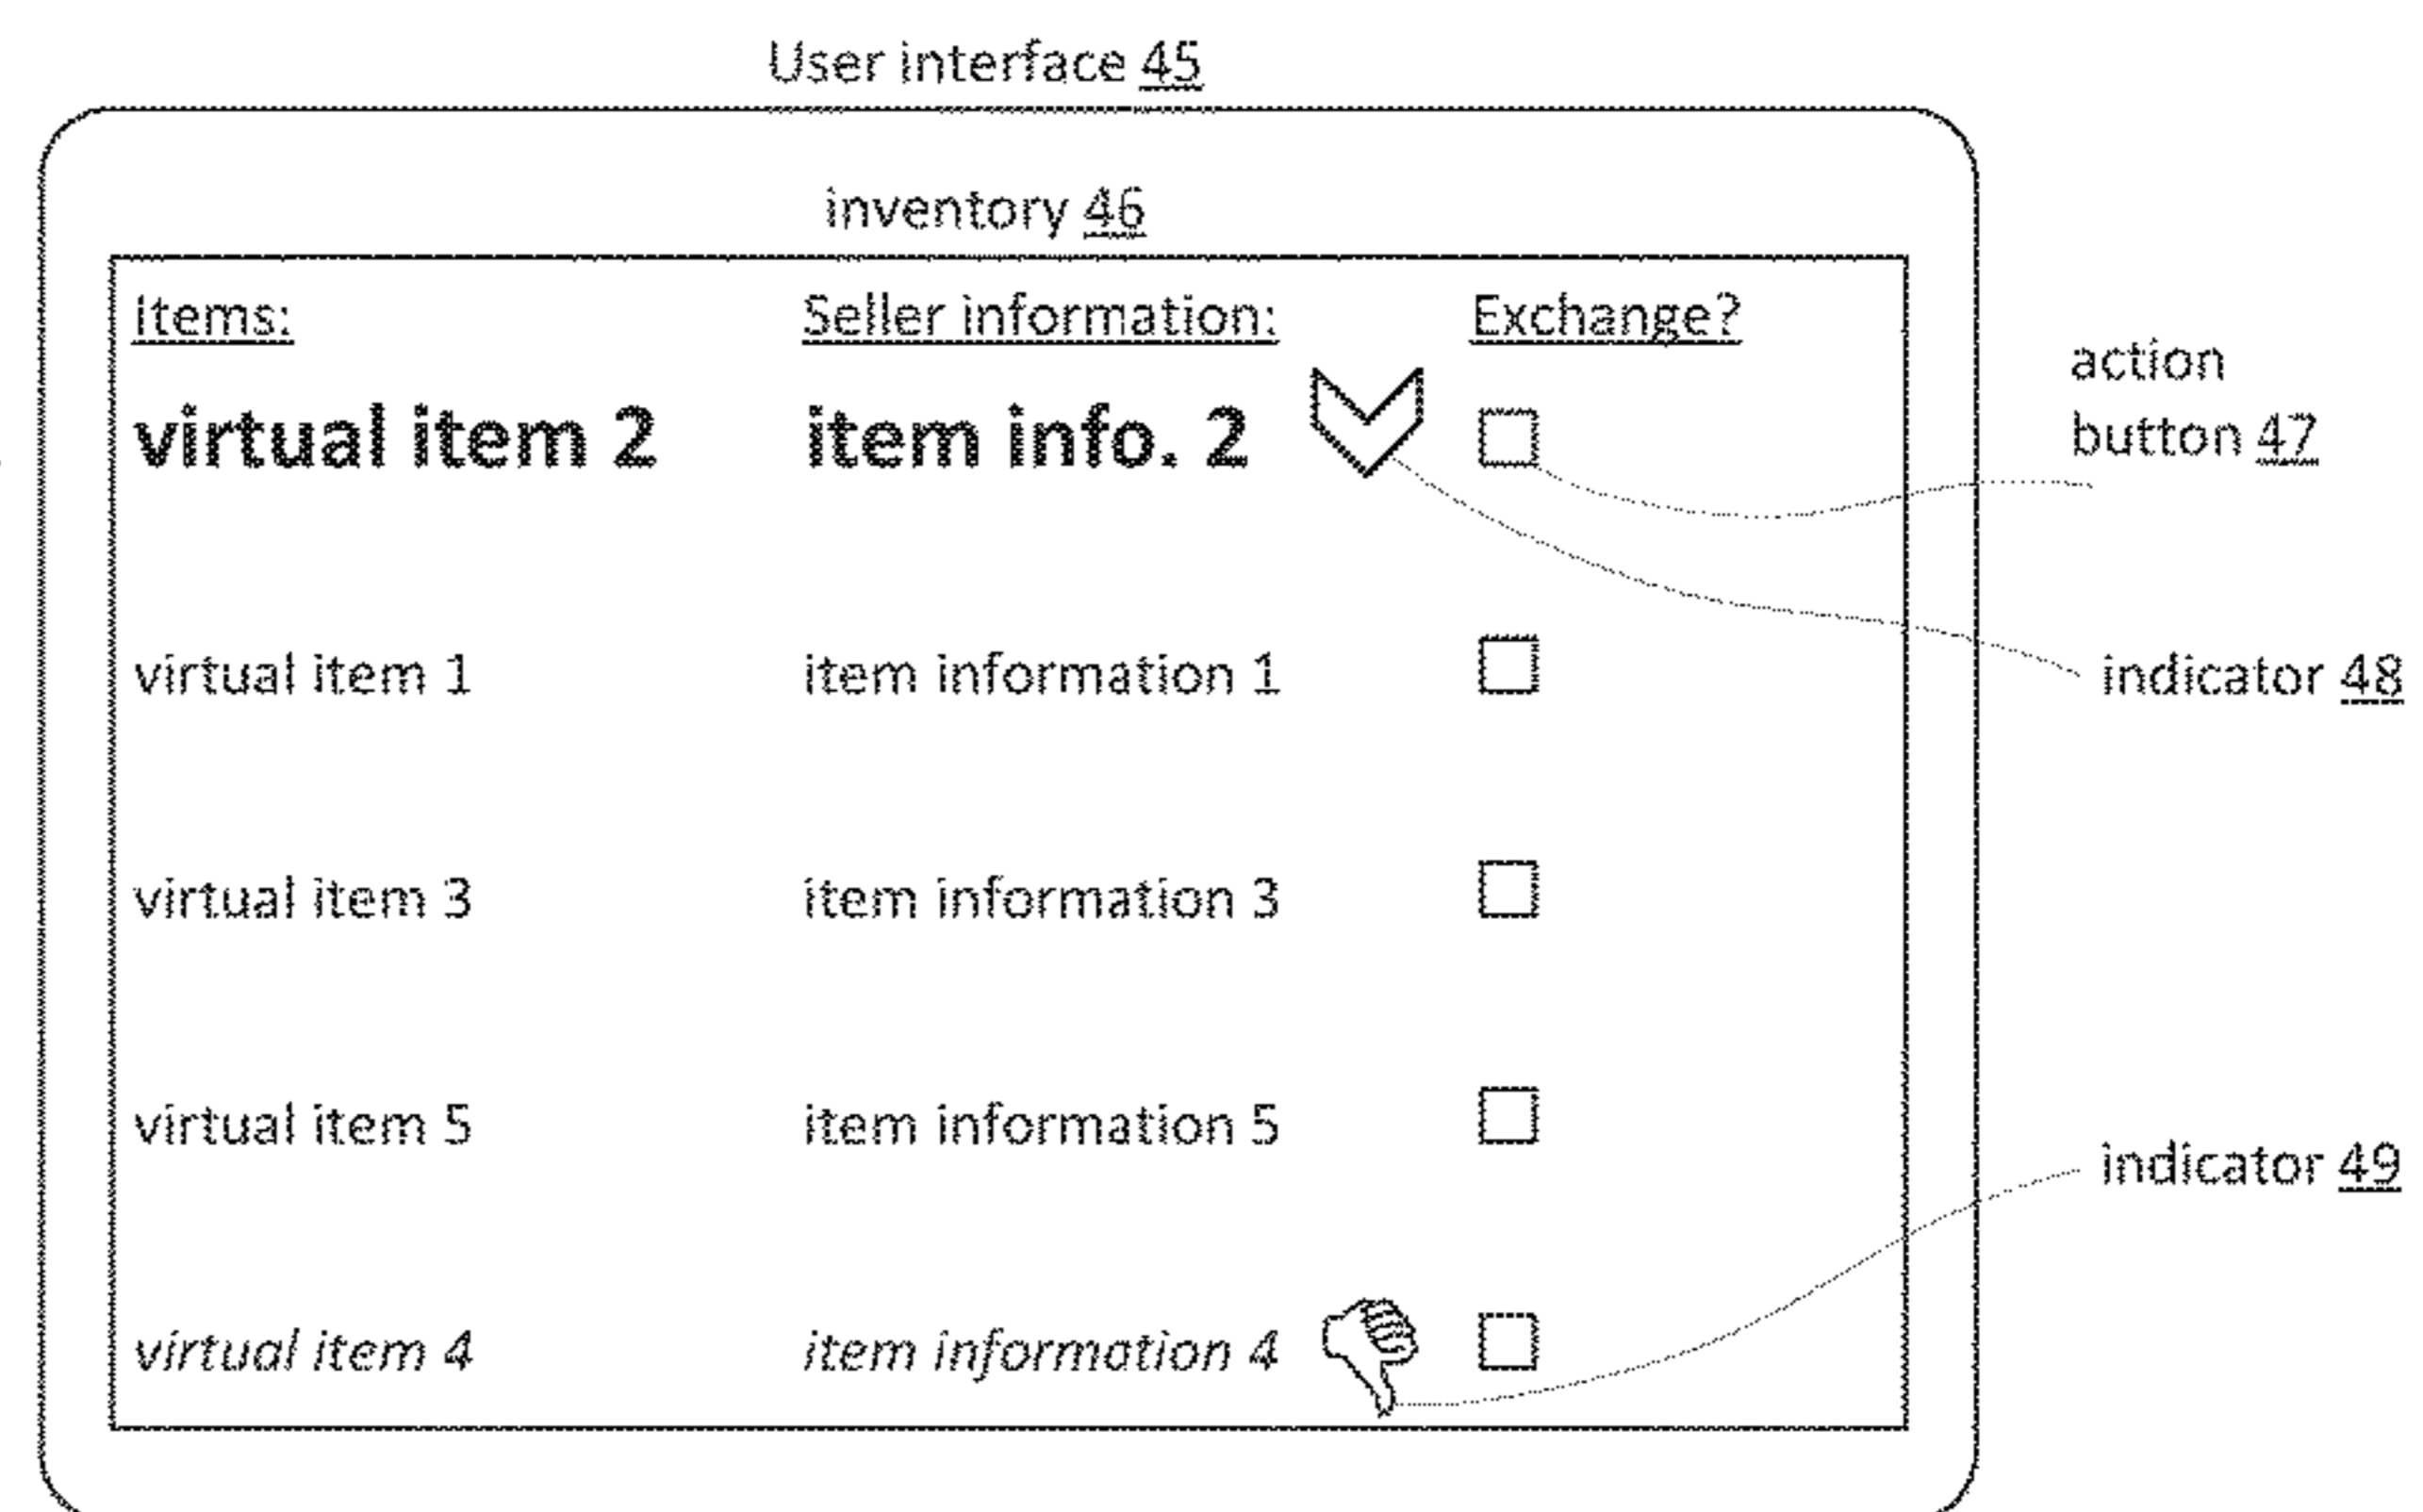 User interface 45
inventory 46
Items: Seller information: Exchange?
virtual item 2 item info. 2
action
button 47
virtual item 1 item information 1
indicator 48
virtual item 3 item information 3
virtual item 5 item information 5
indicator 49
virtual item 4 item information 4